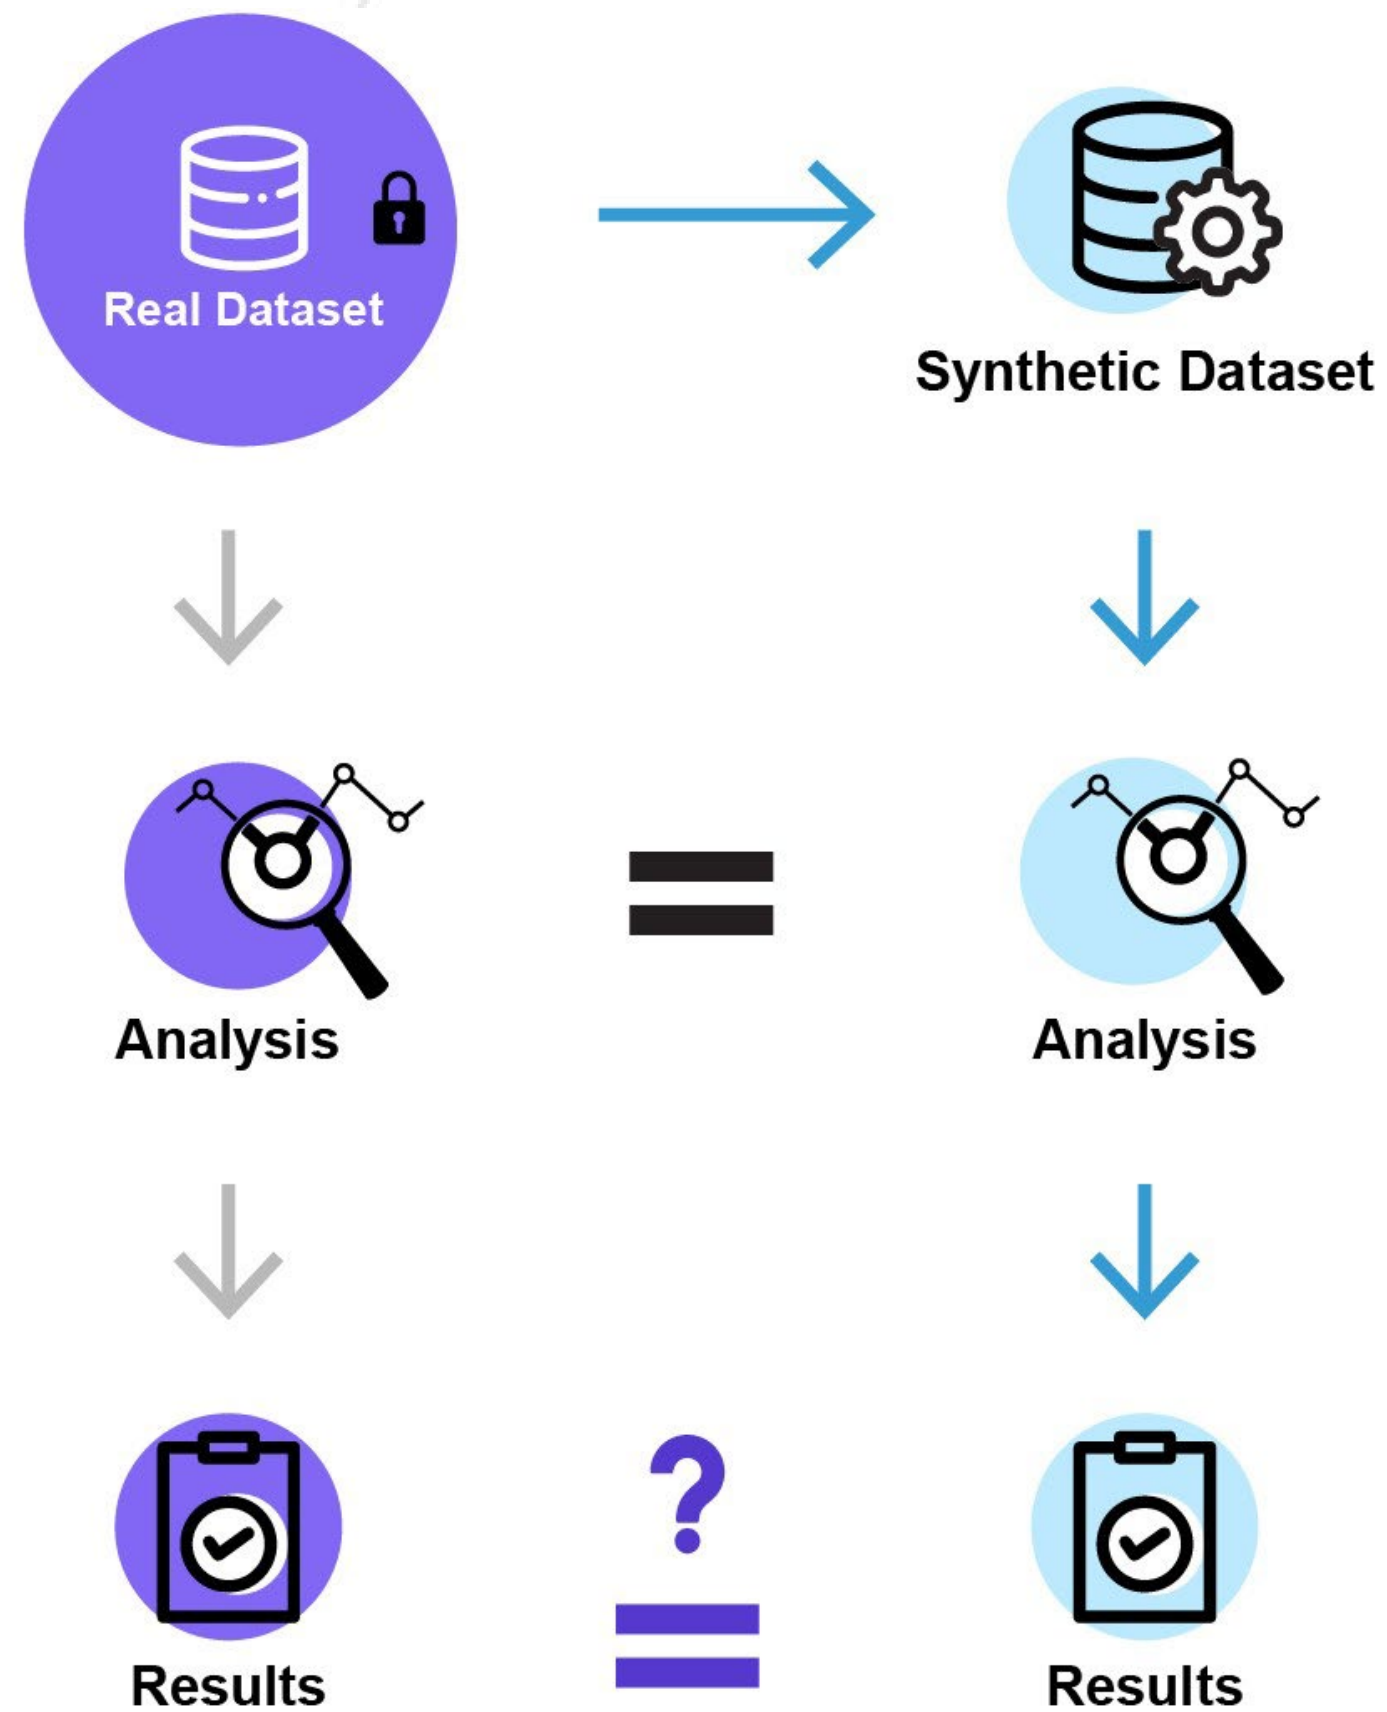 Real Dataset
Synthetic Dataset
Analysis
=
Analysis
?
=
Results
Results